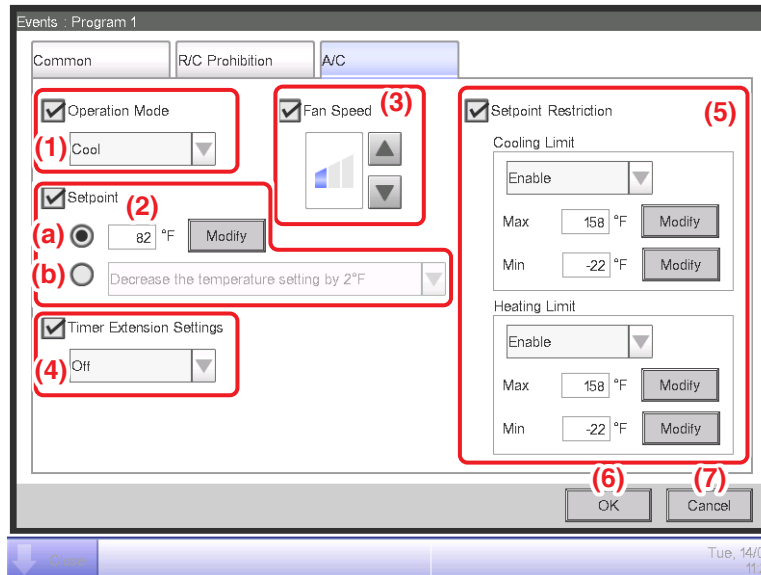 Events : Program 1
Common R/C Prohibition A/C
Operation Mode
(1) Cool
(3) Fan Speed
(2) Setpoint
(a) 82 °F Modify
(b) Decrease the temperature setting by 2°F
Timer Extension Settings
(4) Off
Setpoint Restriction (5)
Cooling Limit
Enable
Max 158 °F Modify
Min -22 °F Modify
Heating Limit
Enable
Max 158 °F Modify
Min -22 °F Modify
(6) (7)
OK Cancel
Tue, 14/